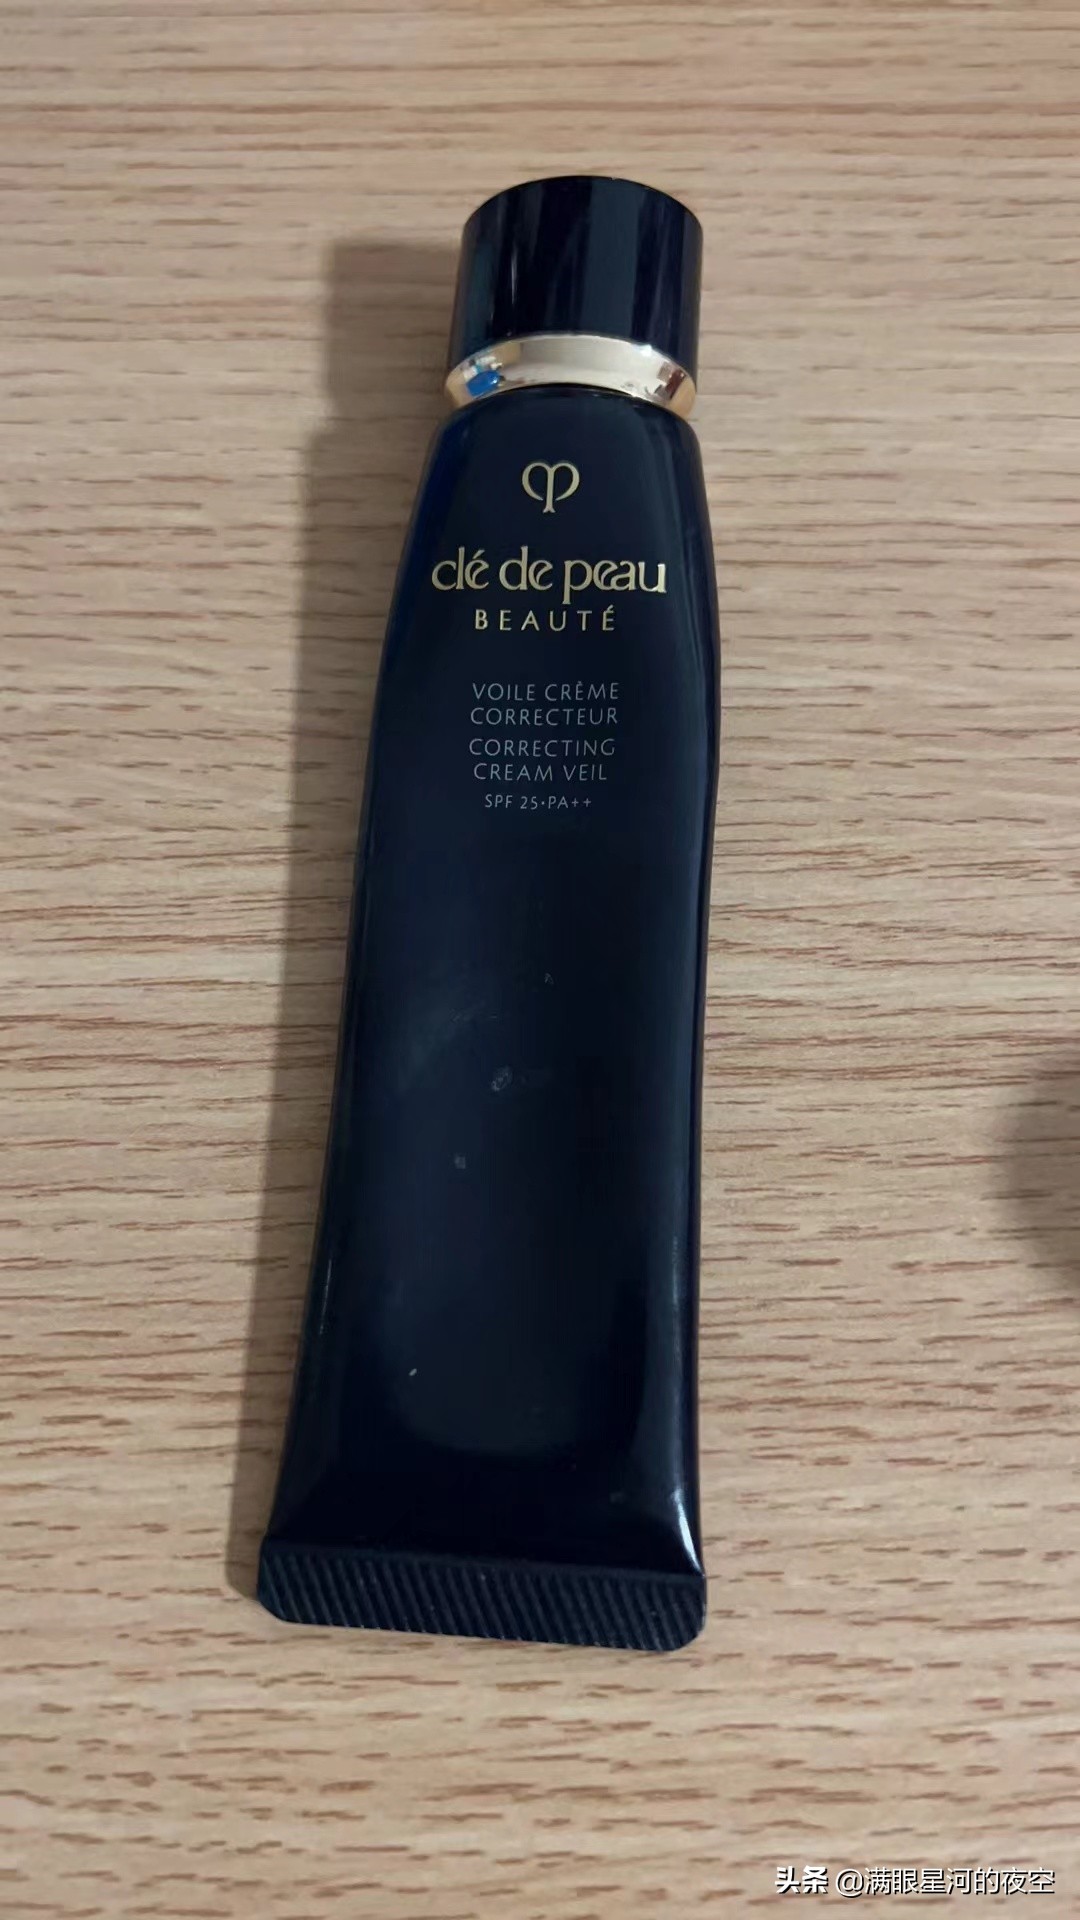 clé de peau
BEAUTÉ
VOILE CRÈME
CORRECTEUR
CORRECTING
CREAM VEIL
SPF 25•PA++
头条 @满眼星河的夜空